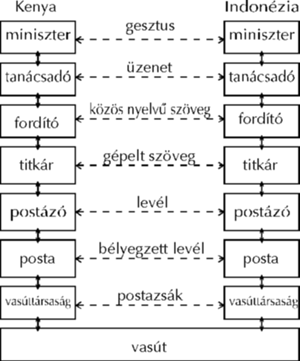 Kenya Indonézia
miniszter gesztus miniszter
tanácsadó üzenet tanácsadó
fordító közös nyelvű szöveg fordító
titkár gépelt szöveg titkár
postázó levél postázó
posta bélyegzett levél posta
vasúttársaság postazsák vasúttársaság
vasút